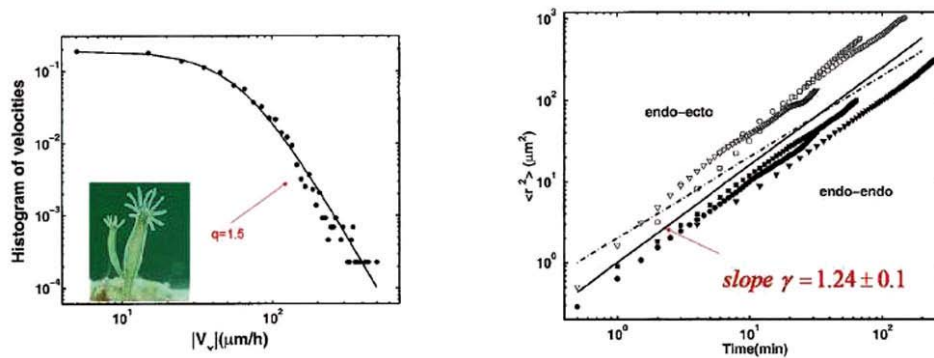 Histogram of velocities
10⁻¹
10⁻²
10⁻³
10⁻⁴
q=1.5
10¹
10²
|Vᵧ|(μm/h)
<r²> (μm²)
10³
10²
10¹
10⁰
endo-ecto
endo-endo
slope γ = 1.24 ± 0.1
10⁰
10¹
10²
Time(min)